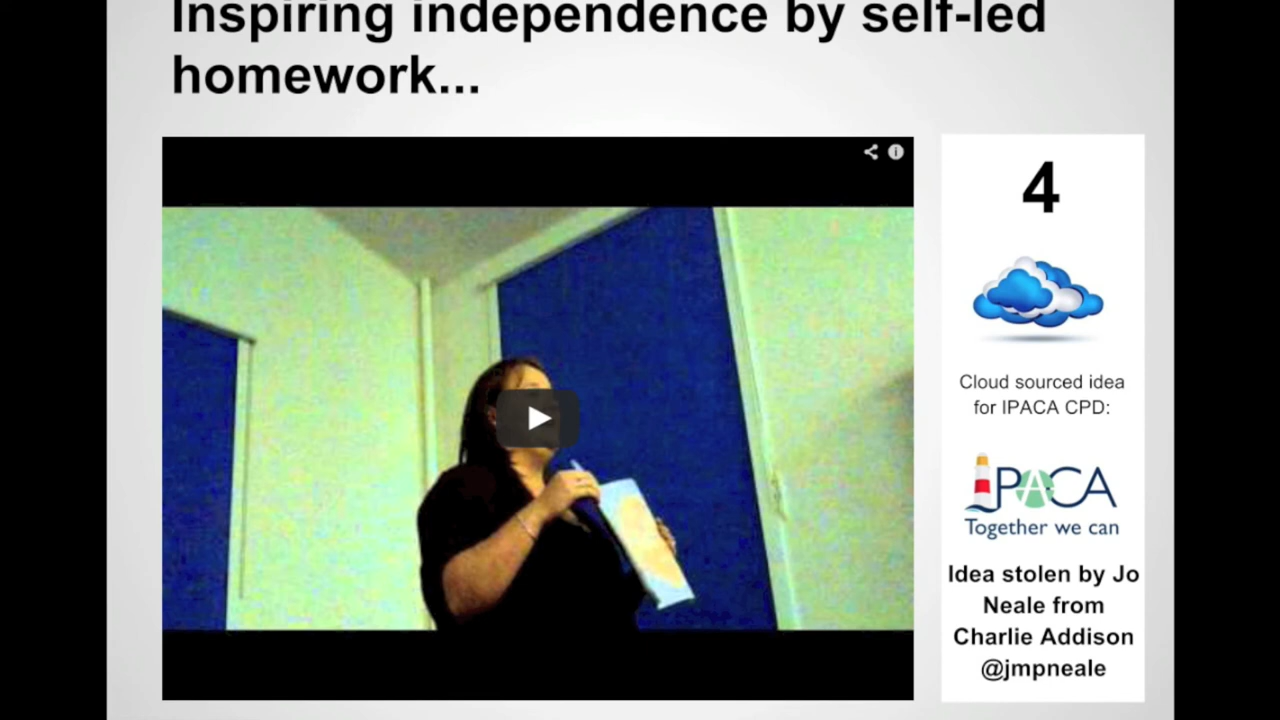 Inspiring independence by self-led
homework...
4
Cloud sourced idea
for IPACA CPD:
IPACA
Together we can
Idea stolen by Jo
Neale from
Charlie Addison
@jmpneale